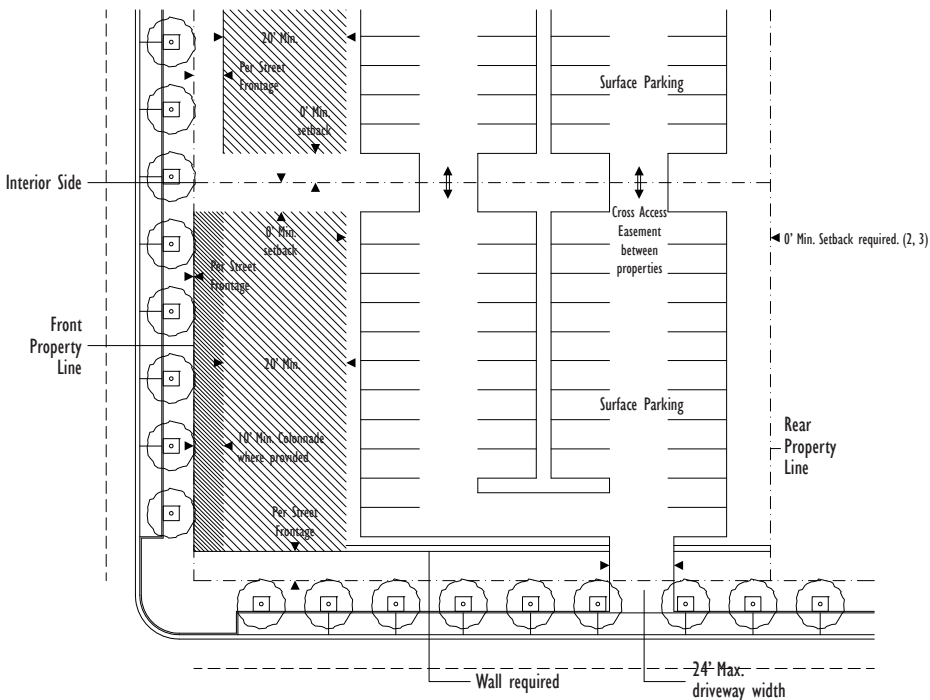 20' Min.
Per Street
Frontage
0' Min.
setback
Surface Parking
Interior Side
0' Min.
setback
Cross Access
Easement
between
properties
0' Min. Setback required. (2, 3)
Per Street
Frontage
Front
Property
Line
20' Min.
Surface Parking
10' Min. Colonnade
where provided
Rear
Property
Line
Per Street
Frontage
Wall required
24' Max.
driveway width